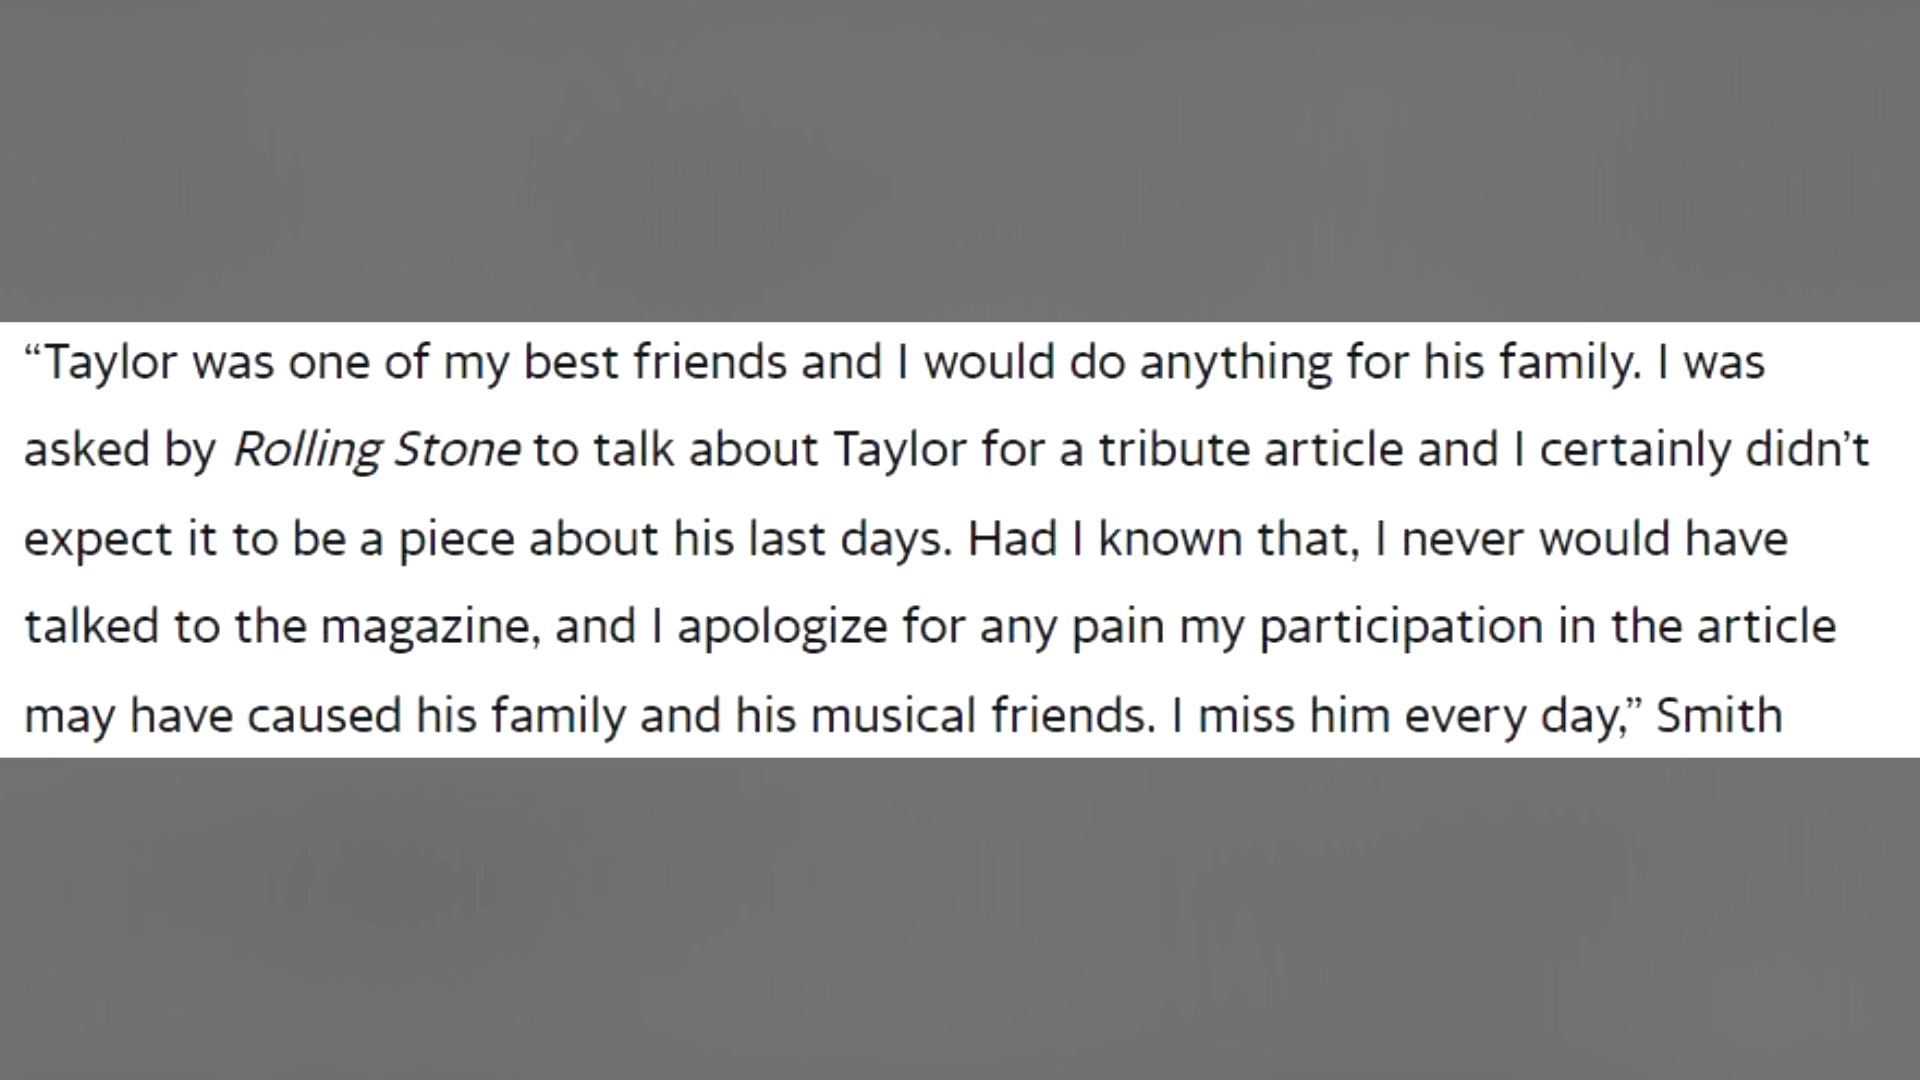 “Taylor was one of my best friends and I would do anything for his family. I was
asked by Rolling Stone to talk about Taylor for a tribute article and I certainly didn’t
expect it to be a piece about his last days. Had I known that, I never would have
talked to the magazine, and I apologize for any pain my participation in the article
may have caused his family and his musical friends. I miss him every day,” Smith